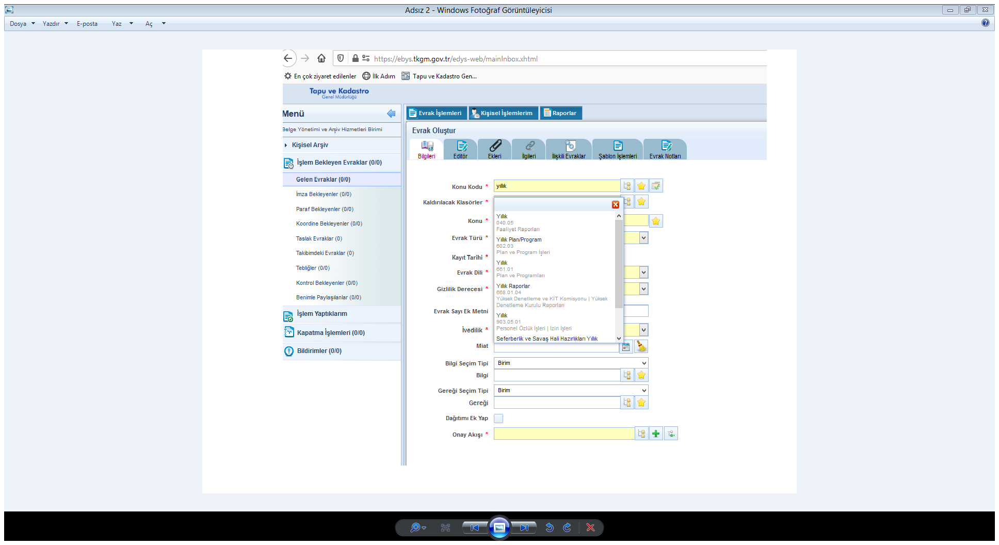 Adsız 2 - Windows Fotoğraf Görüntüleyicisi
Dosya Yazdır E-posta Yaz Aç
https://ebys.tkgm.gov.tr/edys-web/mainInbox.xhtml
En çok ziyaret edilenler İlk Adım Tapu ve Kadastro Gen...
Tapu ve Kadastro
Genel Müdürlüğü
Menü
Belge Yönetimi ve Arşiv Hizmetleri Birimi
Kişisel Arşiv
İşlem Bekleyen Evraklar (0/0)
Gelen Evraklar (0/0)
İmza Bekleyenler (0/0)
Paraf Bekleyenler (0/0)
Koordine Bekleyenler (0/0)
Taslak Evraklar (0)
Takibimdeki Evraklar (0)
Tebliğler (0/0)
Kontrol Bekleyenler (0/0)
Benimle Paylaşılanlar (0/0)
İşlem Yaptıklarım
Kapatma İşlemleri (0/0)
Bildirimler (0/0)
Evrak İşlemleri Kişisel İşlemlerim Raporlar
Evrak Oluştur
Bilgileri Editör Ekleri İlgileri İlişkili Evraklar Şablon İşlemleri Evrak Notları
Konu Kodu * yıllık
Kaldırılacak Klasörler *
Konu *
Evrak Türü *
Kayıt Tarihi *
Evrak Dili *
Gizlilik Derecesi *
Evrak Sayı Ek Metni
İvedilik *
Miat
Yıllık
040.05
Faaliyet Raporları
Yıllık Plan/Program
602.03
Plan ve Program İşleri
Yıllık
661.01
Plan ve Programları
Yıllık Raporlar
668.01.04
Yüksek Denetleme ve KİT Komisyonu | Yüksek
Denetleme Kurulu Raporları
Yıllık
903.05.01
Personel Özlük İşleri | İzin İşleri
Seferberlik ve Savaş Hali Hazırlıkları Yıllık
Bilgi Seçim Tipi Birim
Bilgi
Gereği Seçim Tipi Birim
Gereği
Dağıtımı Ek Yap
Onay Akışı *